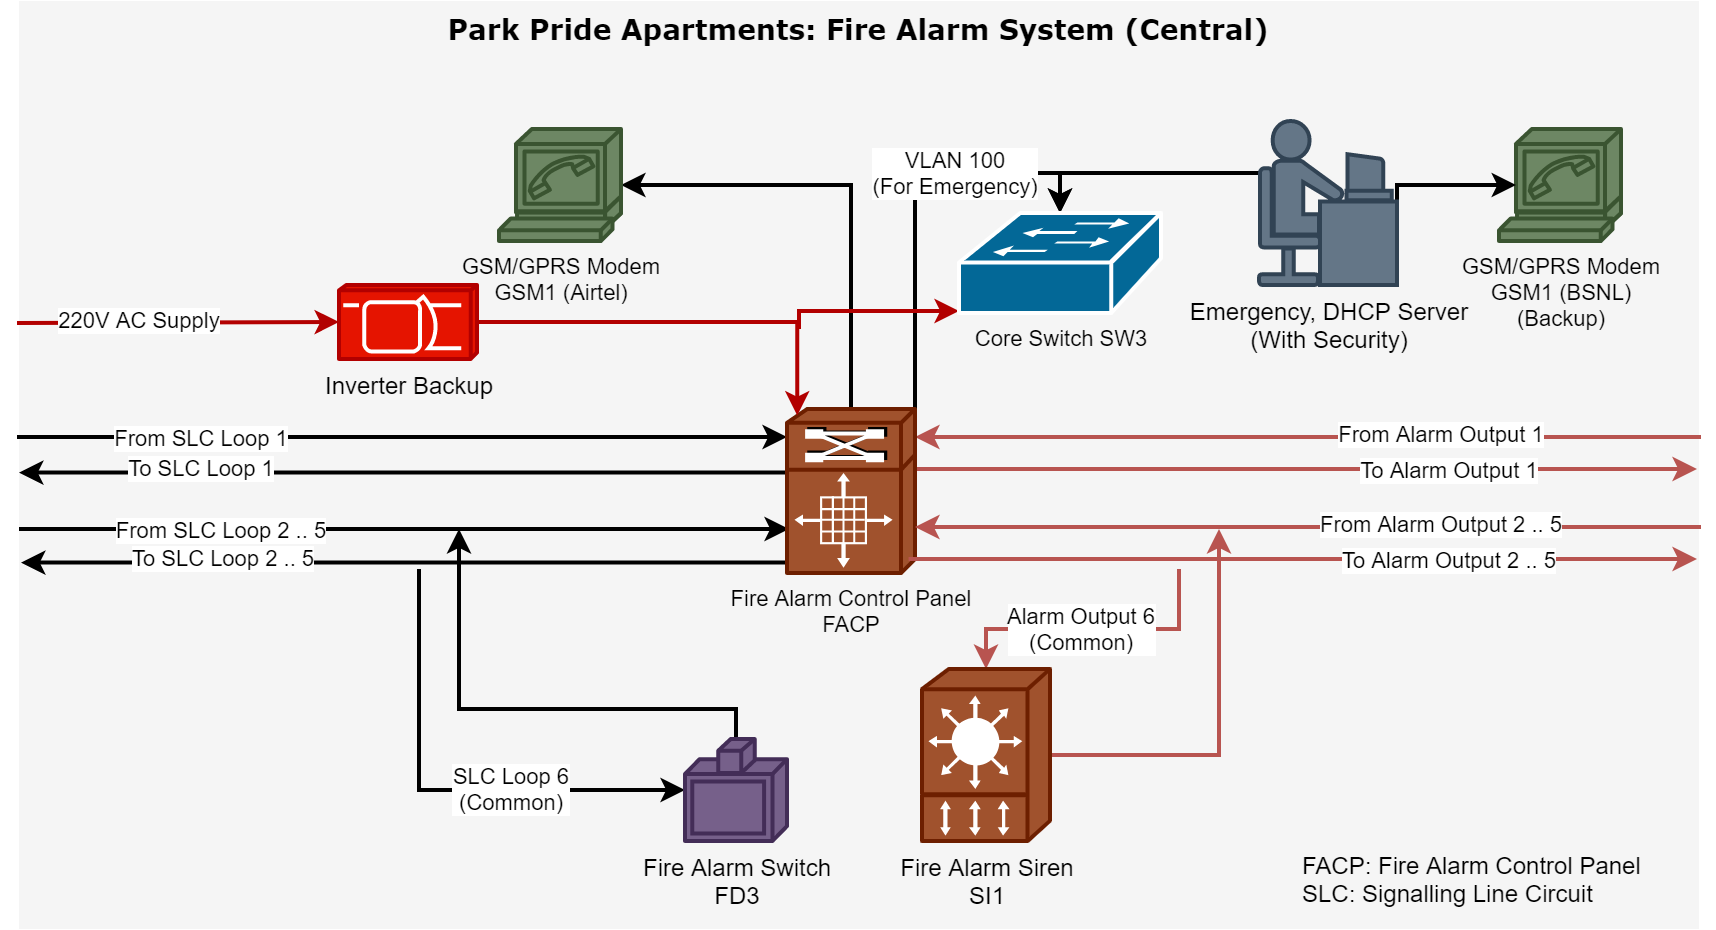 Park Pride Apartments: Fire Alarm System (Central)
VLAN 100
(For Emergency)
GSM/GPRS Modem
GSM1 (Airtel)
GSM/GPRS Modem
GSM1 (BSNL)
(Backup)
220V AC Supply
Inverter Backup
Core Switch SW3
Emergency, DHCP Server
(With Security)
From SLC Loop 1
To SLC Loop 1
From SLC Loop 2 .. 5
To SLC Loop 2 .. 5
From Alarm Output 1
To Alarm Output 1
From Alarm Output 2 .. 5
To Alarm Output 2 .. 5
Fire Alarm Control Panel
FACP
Alarm Output 6
(Common)
SLC Loop 6
(Common)
Fire Alarm Switch
FD3
Fire Alarm Siren
SI1
FACP: Fire Alarm Control Panel
SLC: Signalling Line Circuit